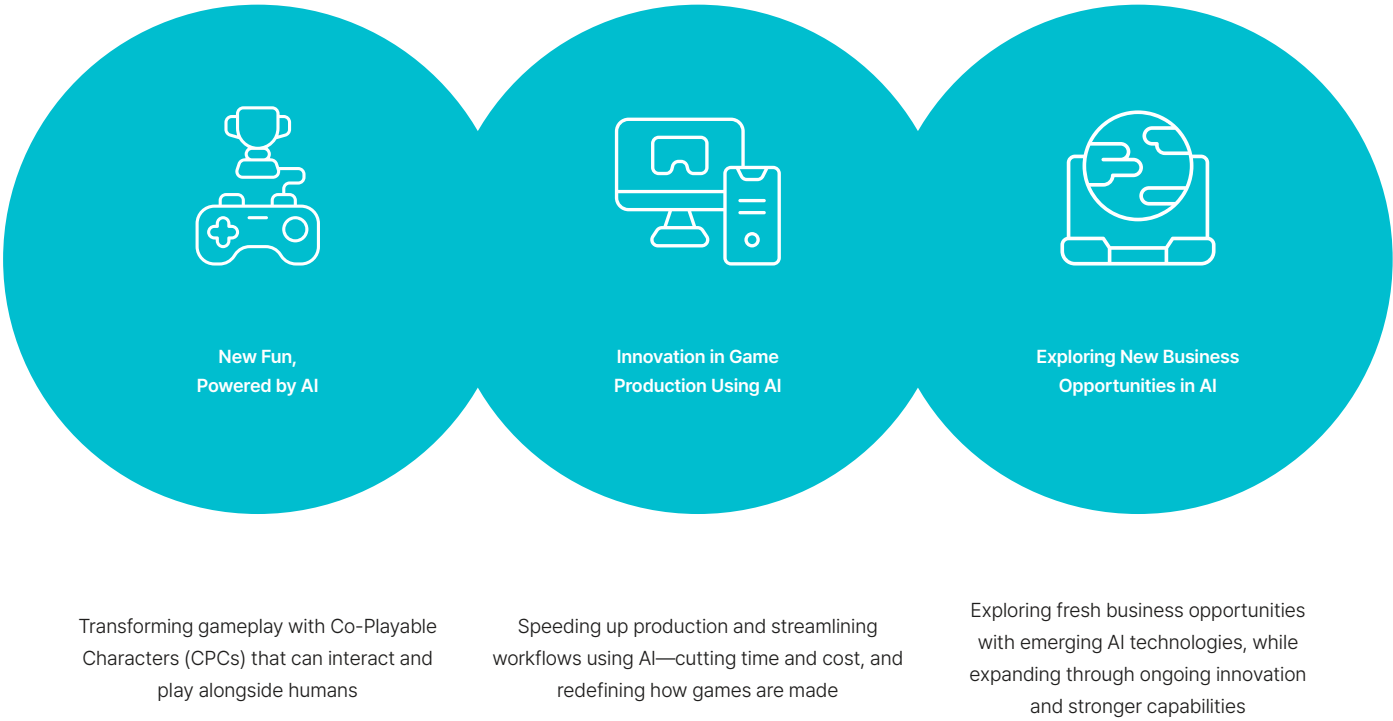 New Fun,
Powered by AI
Innovation in Game
Production Using AI
Exploring New Business
Opportunities in AI
Transforming gameplay with Co-Playable
Characters (CPCs) that can interact and
play alongside humans
Speeding up production and streamlining
workflows using AI—cutting time and cost, and
redefining how games are made
Exploring fresh business opportunities
with emerging AI technologies, while
expanding through ongoing innovation
and stronger capabilities